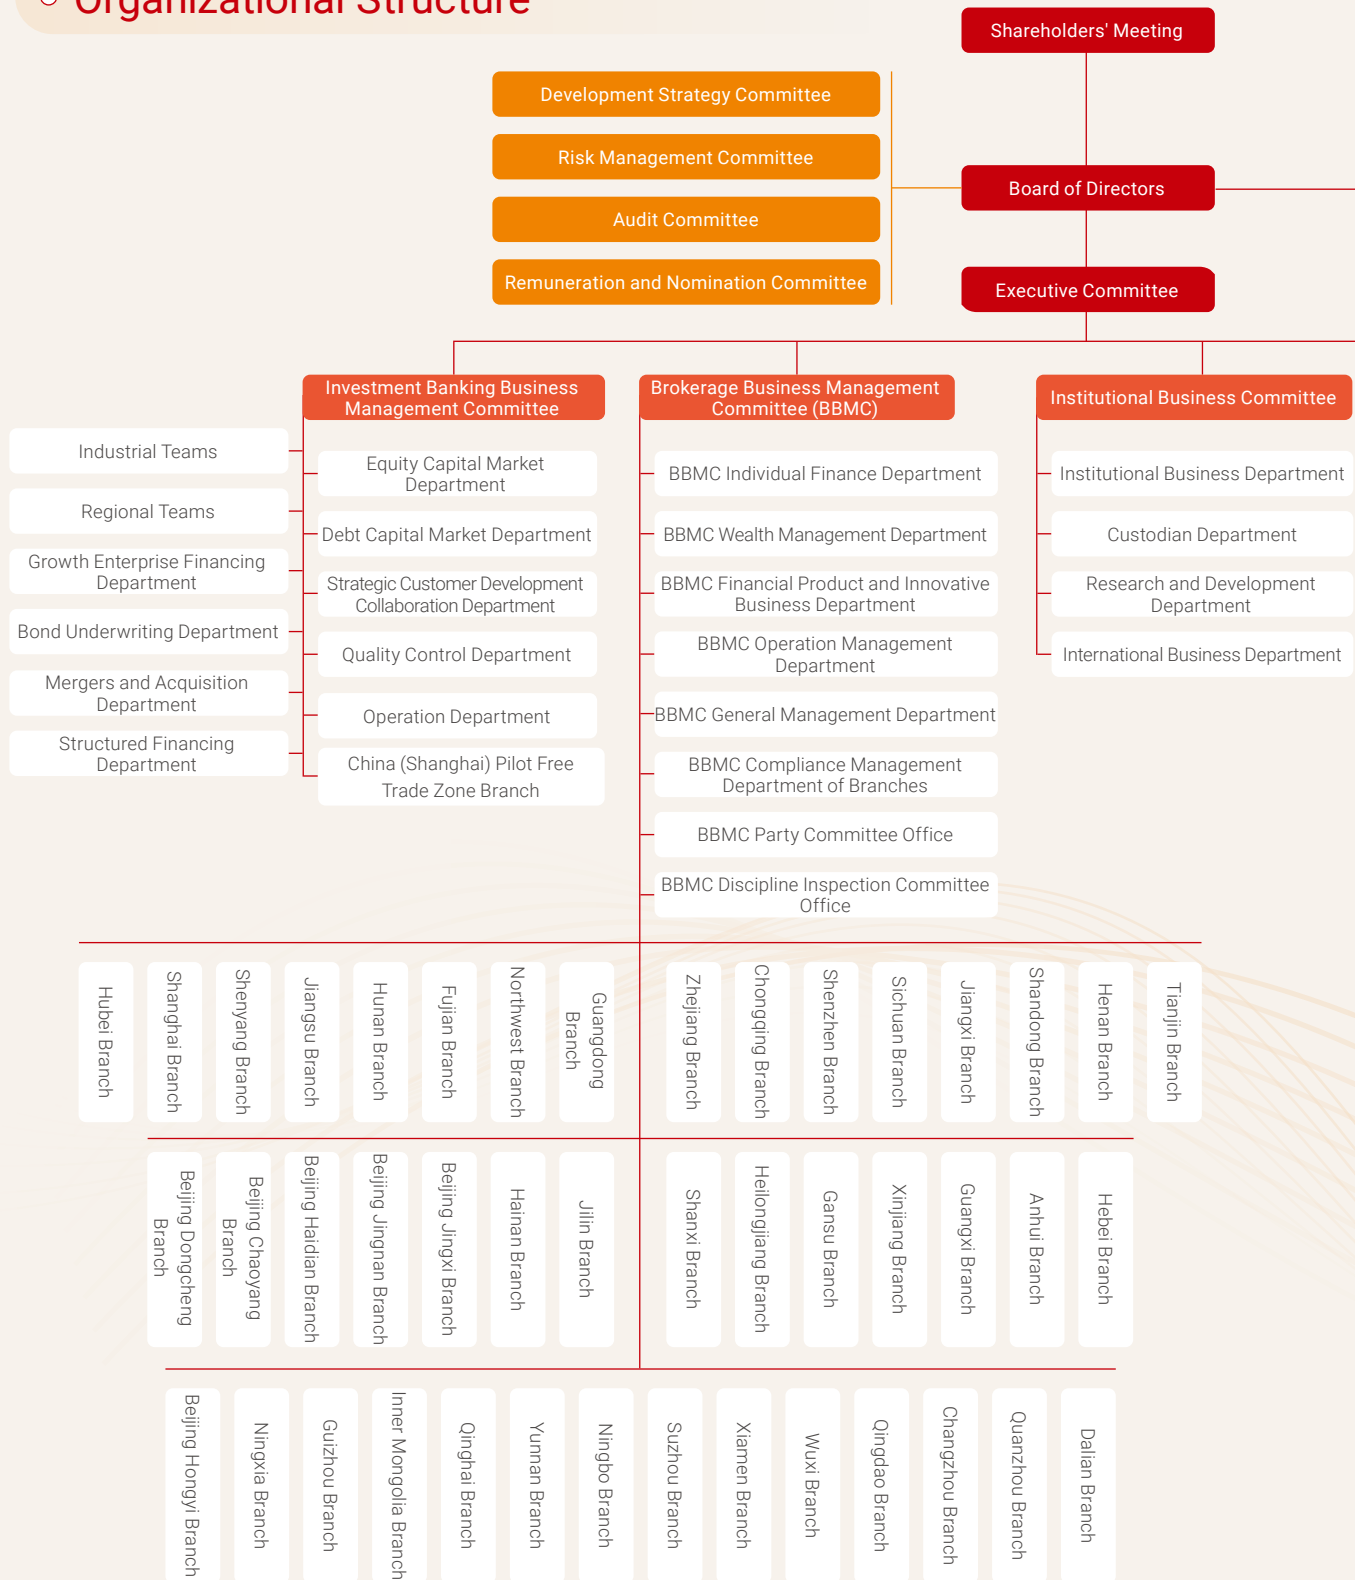 Organizational Structure
Shareholders' Meeting
Development Strategy Committee
Risk Management Committee
Audit Committee
Remuneration and Nomination Committee
Board of Directors
Executive Committee
Investment Banking Business
Management Committee
Industrial Teams
Regional Teams
Growth Enterprise Financing
Department
Bond Underwriting Department
Mergers and Acquisition
Department
Structured Financing
Department
Equity Capital Market
Department
Debt Capital Market Department
Strategic Customer Development
Collaboration Department
Quality Control Department
Operation Department
China (Shanghai) Pilot Free
Trade Zone Branch
Brokerage Business Management
Committee (BBMC)
BBMC Individual Finance Department
BBMC Wealth Management Department
BBMC Financial Product and Innovative
Business Department
BBMC Operation Management
Department
BBMC General Management Department
BBMC Compliance Management
Department of Branches
BBMC Party Committee Office
BBMC Discipline Inspection Committee
Office
Institutional Business Committee
Institutional Business Department
Custodian Department
Research and Development
Department
International Business Department
Hubei Branch
Shanghai Branch
Shenyang Branch
Jiangsu Branch
Hunan Branch
Fujian Branch
Northwest Branch
Guangdong
Branch
Zhejiang Branch
Chongqing Branch
Shenzhen Branch
Sichuan Branch
Jiangxi Branch
Shandong Branch
Henan Branch
Tianjin Branch
Beijing Dongcheng
Branch
Beijing Chaoyang
Branch
Beijing Haidian Branch
Beijing Jingnan Branch
Beijing Jingxi Branch
Hainan Branch
Jilin Branch
Shanxi Branch
Heilongjiang Branch
Gansu Branch
Xinjiang Branch
Guangxi Branch
Anhui Branch
Hebei Branch
Beijing Hongyi Branch
Ningxia Branch
Guizhou Branch
Inner Mongolia Branch
Qinghai Branch
Yunnan Branch
Ningbo Branch
Suzhou Branch
Xiamen Branch
Wuxi Branch
Qingdao Branch
Changzhou Branch
Quanzhou Branch
Dalian Branch